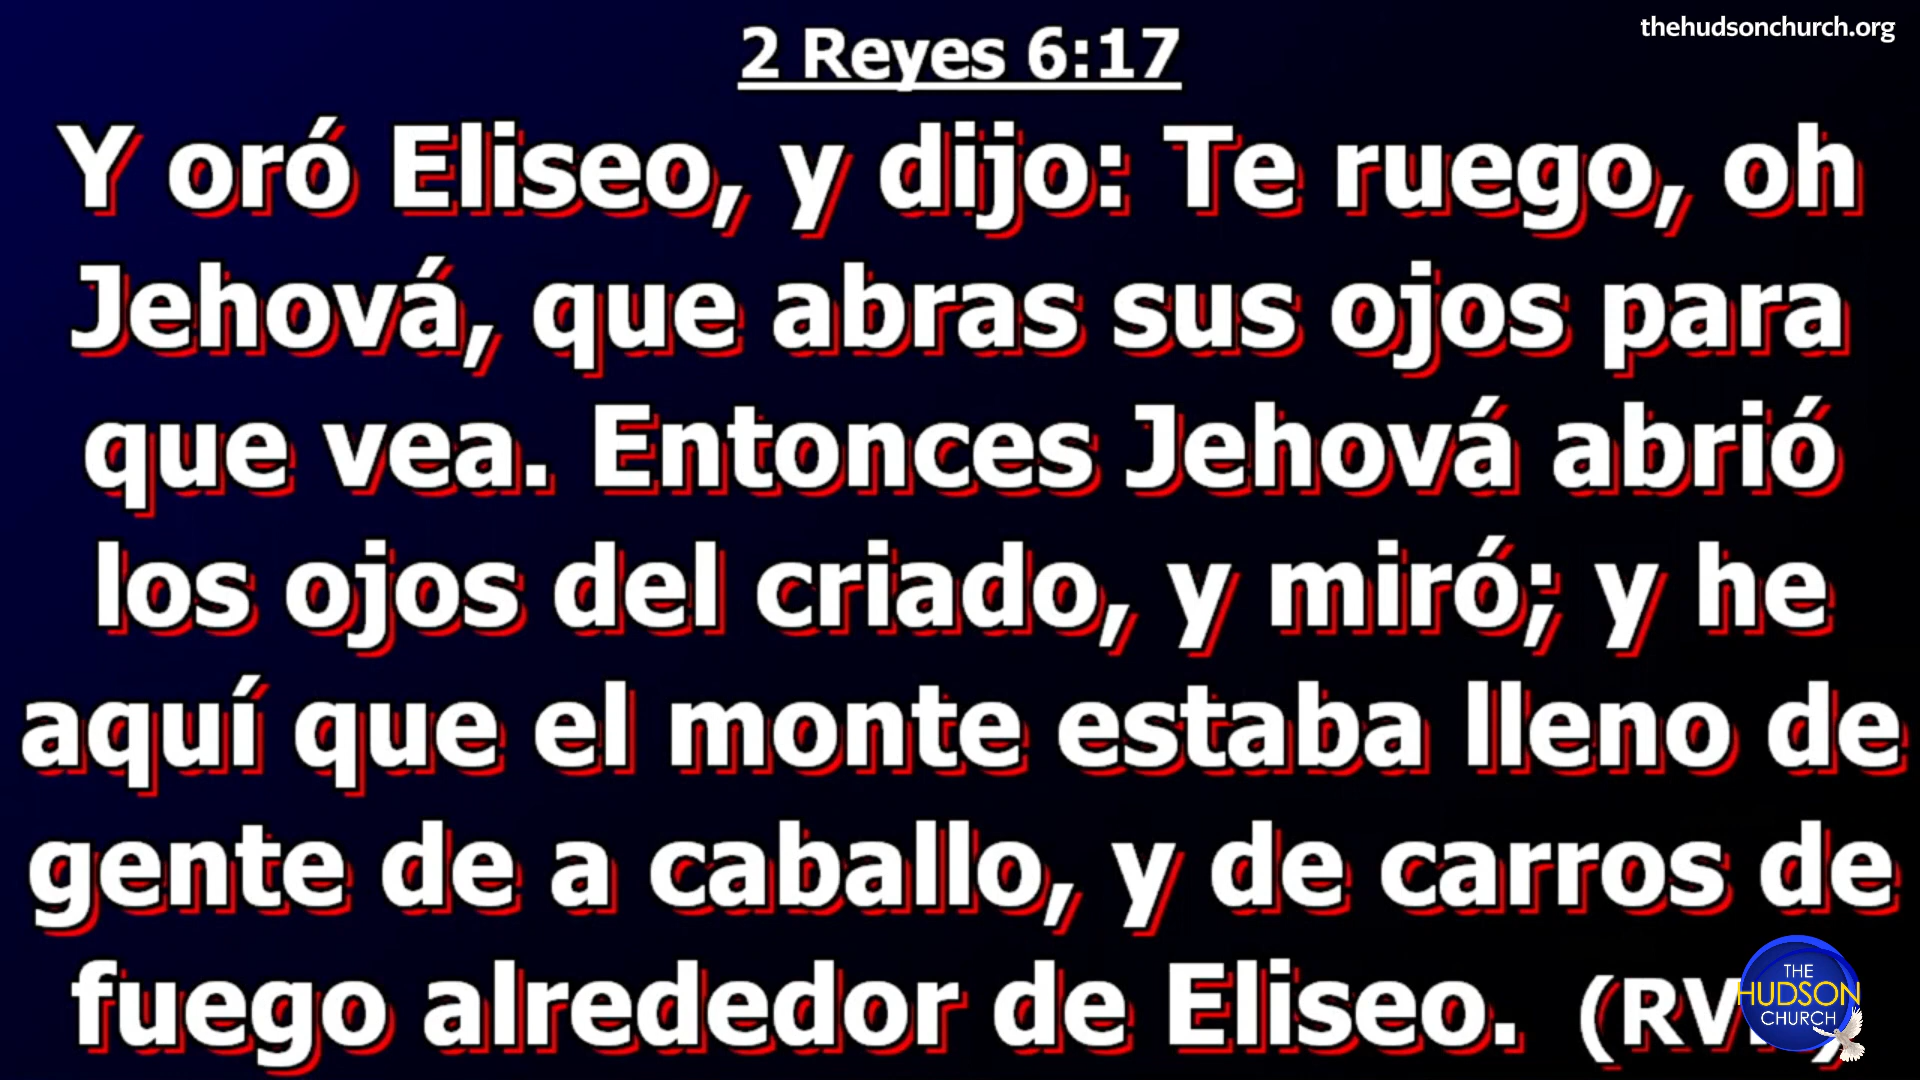 thehudsonchurch.org
2 Reyes 6:17
Y oró Eliseo, y dijo: Te ruego, oh
Jehová, que abras sus ojos para
que vea. Entonces Jehová abrió
los ojos del criado, y miró; y he
aquí que el monte estaba lleno de
gente de a caballo, y de carros de
fuego alrededor de Eliseo.
THE
HUDSON
CHURCH